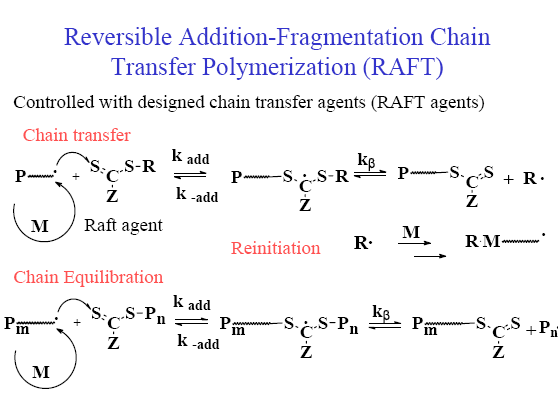 Reversible Addition-Fragmentation Chain
Transfer Polymerization (RAFT)
Controlled with designed chain transfer agents (RAFT agents)
Chain transfer
P· + S C S-R Z k add k -add P S C· S-R Z kβ P S C S Z + R·
M Raft agent
Reinitiation R· M R·M ·
Chain Equilibration
Pm· + S C S-Pn Z k add k -add Pm S C· S-Pn Z kβ Pm S C S Z +Pn·
M